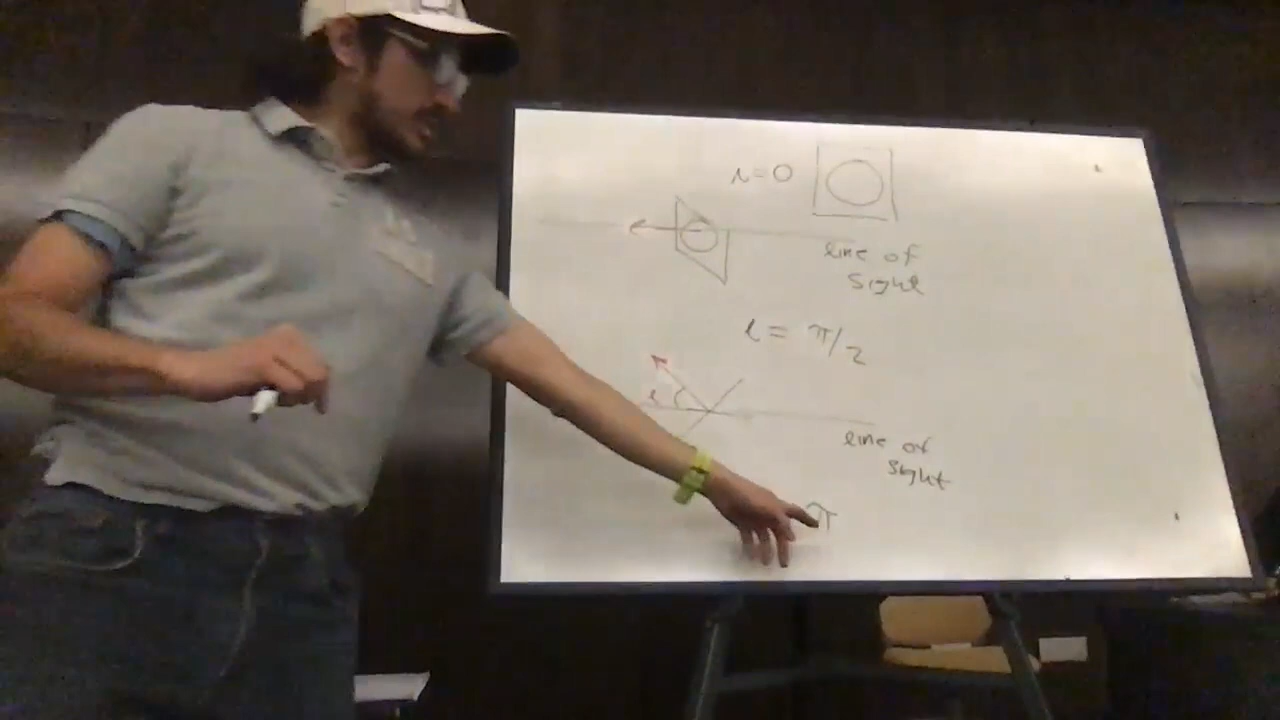 i=0
line of
sight
i = π/2
i
line of
sight
π